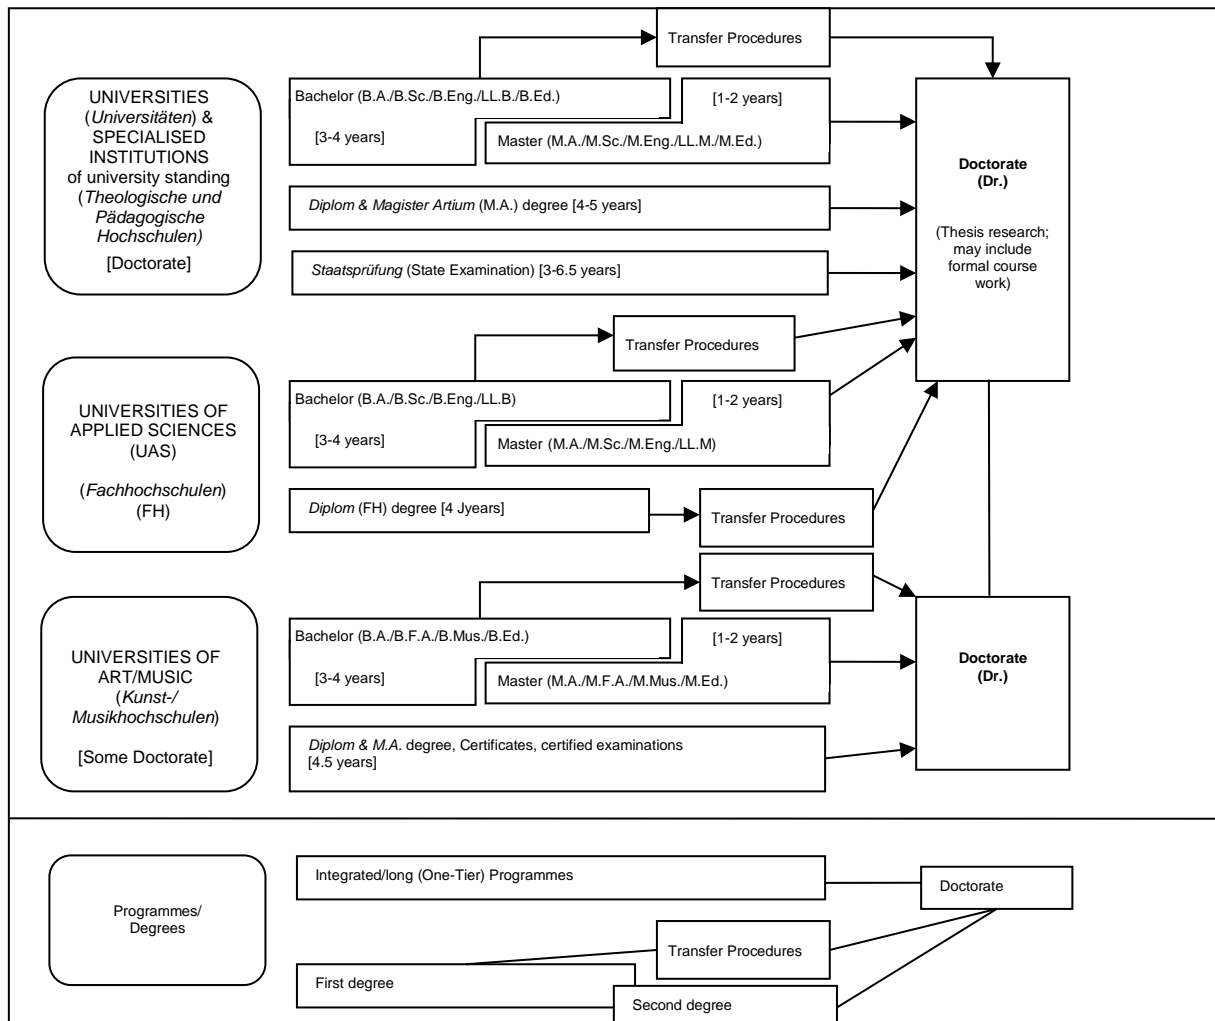 Transfer Procedures
UNIVERSITIES
(Universitäten) &
SPECIALISED
INSTITUTIONS
of university standing
(Theologische und
Pädagogische
Hochschulen)
[Doctorate]
Bachelor (B.A./B.Sc./B.Eng./LL.B./B.Ed.)
[3-4 years]
[1-2 years]
Master (M.A./M.Sc./M.Eng./LL.M./M.Ed.)
Diplom & Magister Artium (M.A.) degree [4-5 years]
Staatsprüfung (State Examination) [3-6.5 years]
Doctorate
(Dr.)
(Thesis research;
may include
formal course
work)
UNIVERSITIES OF
APPLIED SCIENCES
(UAS)
(Fachhochschulen)
(FH)
Transfer Procedures
Bachelor (B.A./B.Sc./B.Eng./LL.B)
[3-4 years]
[1-2 years]
Master (M.A./M.Sc./M.Eng./LL.M)
Diplom (FH) degree [4 Jyears]
Transfer Procedures
UNIVERSITIES OF
ART/MUSIC
(Kunst-/
Musikhochschulen)
[Some Doctorate]
Transfer Procedures
Bachelor (B.A./B.F.A./B.Mus./B.Ed.)
[3-4 years]
[1-2 years]
Master (M.A./M.F.A./M.Mus./M.Ed.)
Diplom & M.A. degree, Certificates, certified examinations
[4.5 years]
Doctorate
(Dr.)
Programmes/
Degrees
Integrated/long (One-Tier) Programmes
Doctorate
Transfer Procedures
First degree
Second degree